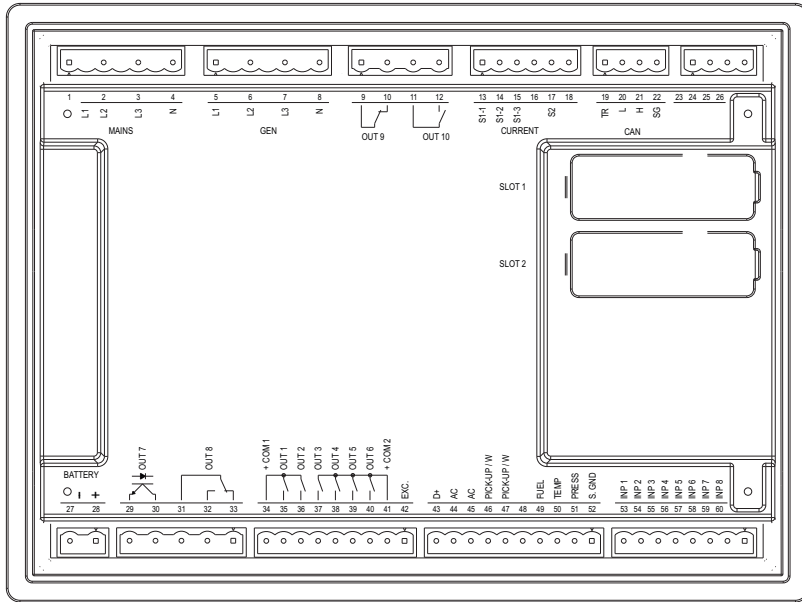 1 2 3 4 5 6 7 8 9 10 11 12 13 14 15 16 17 18 19 20 21 22 23 24 25 26
L1 L2 L3 N L1 L2 L3 N S1-1 S1-2 S1-3 S2 TR L H SG
MAINS GEN OUT 9 OUT 10 CURRENT CAN
SLOT 1
SLOT 2
OUT 7 OUT 8 + COM 1 OUT 1 OUT 2 OUT 3 OUT 4 OUT 5 OUT 6 + COM 2
BATTERY
– + EXC. D+ AC AC PICK-UP / W PICK-UP / W FUEL TEMP PRESS S. GND INP 1 INP 2 INP 3 INP 4 INP 5 INP 6 INP 7 INP 8
27 28 29 30 31 32 33 34 35 36 37 38 39 40 41 42 43 44 45 46 47 48 49 50 51 52 53 54 55 56 57 58 59 60